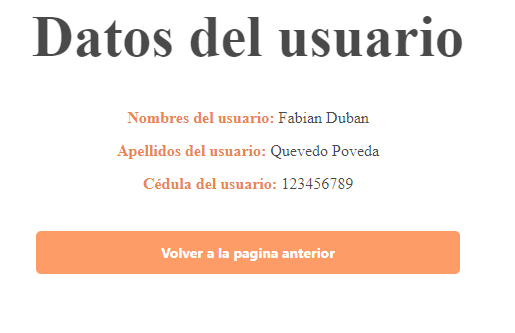 Datos del usuario
Nombres del usuario: Fabian Duban
Apellidos del usuario: Quevedo Poveda
Cédula del usuario: 123456789
Volver a la pagina anterior